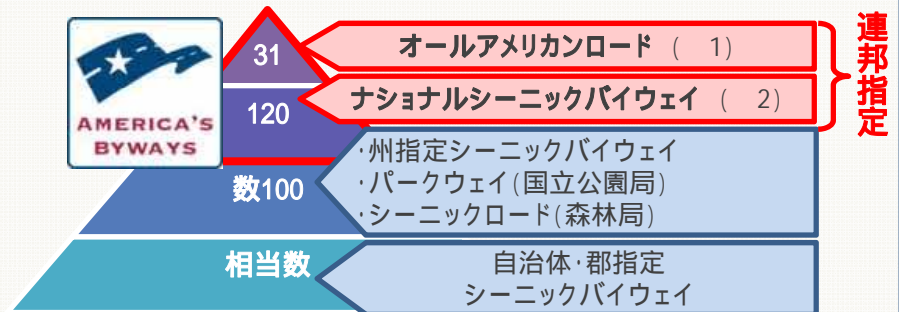 AMERICA'S
BYWAYS
31
オールアメリカンロード ( 1)
120
ナショナルシーニックバイウェイ ( 2)
連邦指定
数100
・州指定シーニックバイウェイ
・パークウェイ(国立公園局)
・シーニックロード(森林局)
相当数
自治体・郡指定
シーニックバイウェイ